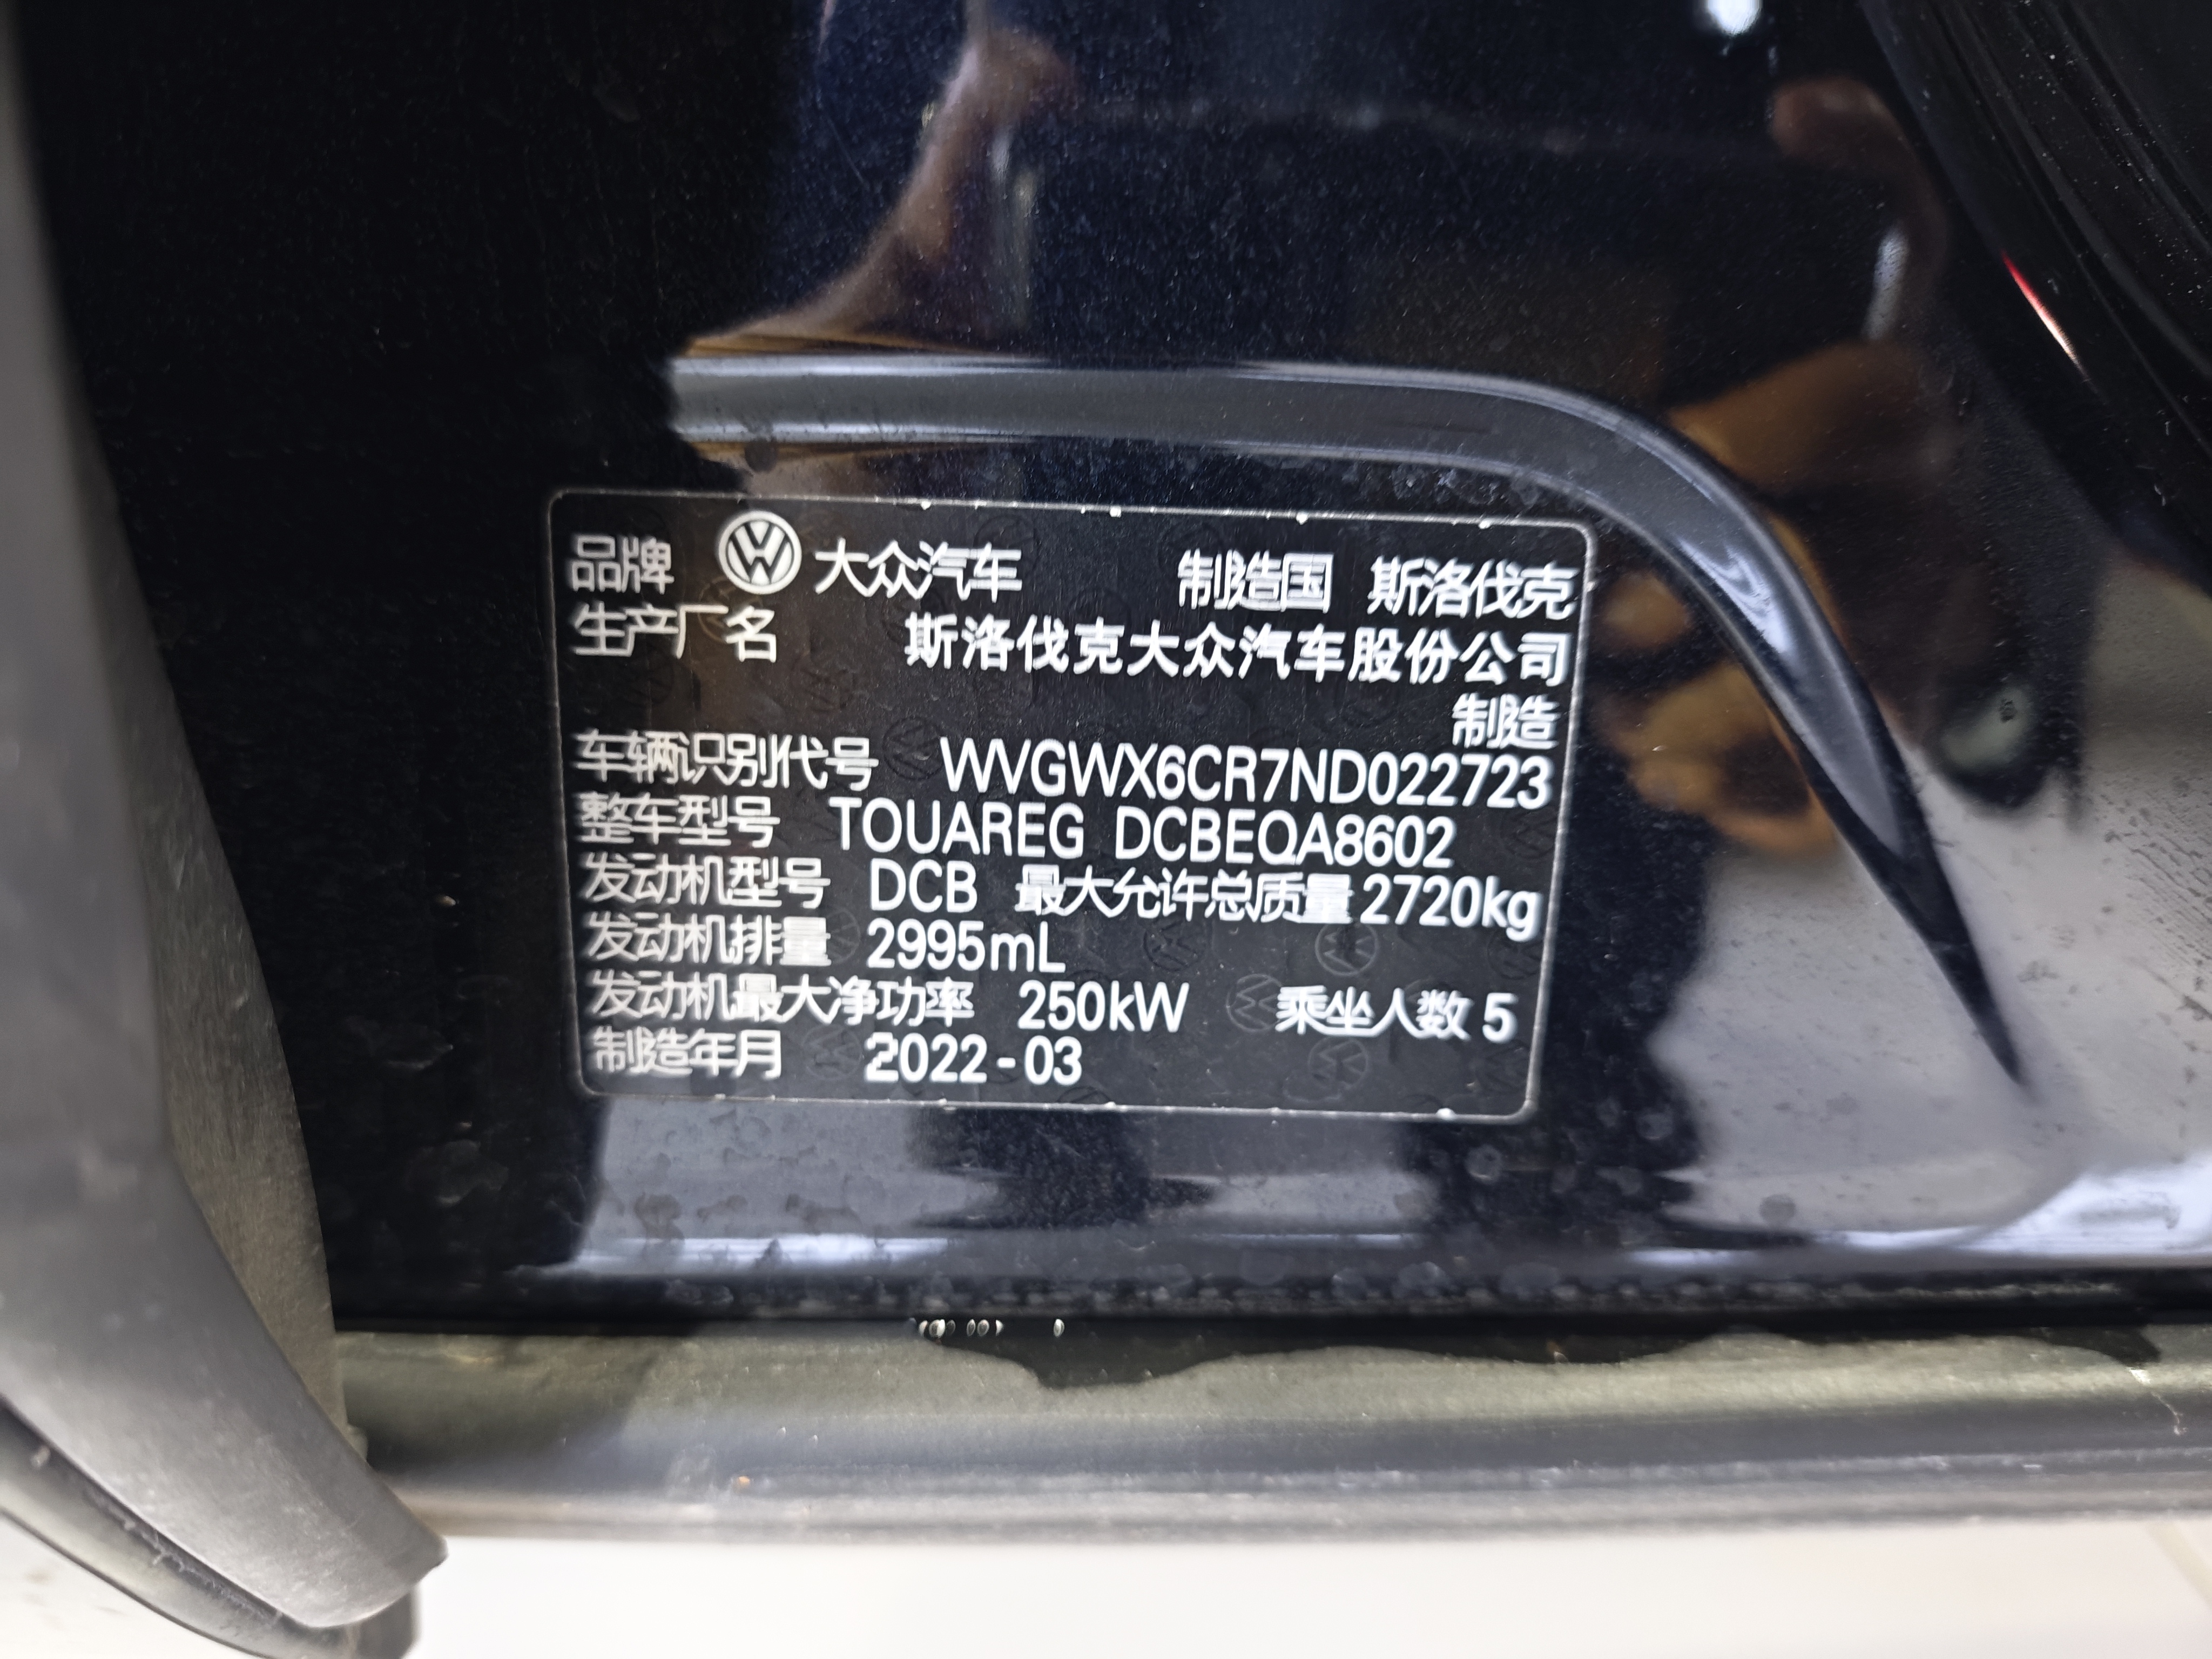 品牌 大众汽车 制造国 斯洛伐克
生产厂名 斯洛伐克大众汽车股份公司
制造
车辆识别代号 WVGWX6CR7ND022723
整车型号 TOUAREG DCBEQA8602
发动机型号 DCB 最大允许总质量 2720kg
发动机排量 2995mL
发动机最大净功率 250kW 乘坐人数 5
制造年月 2022-03